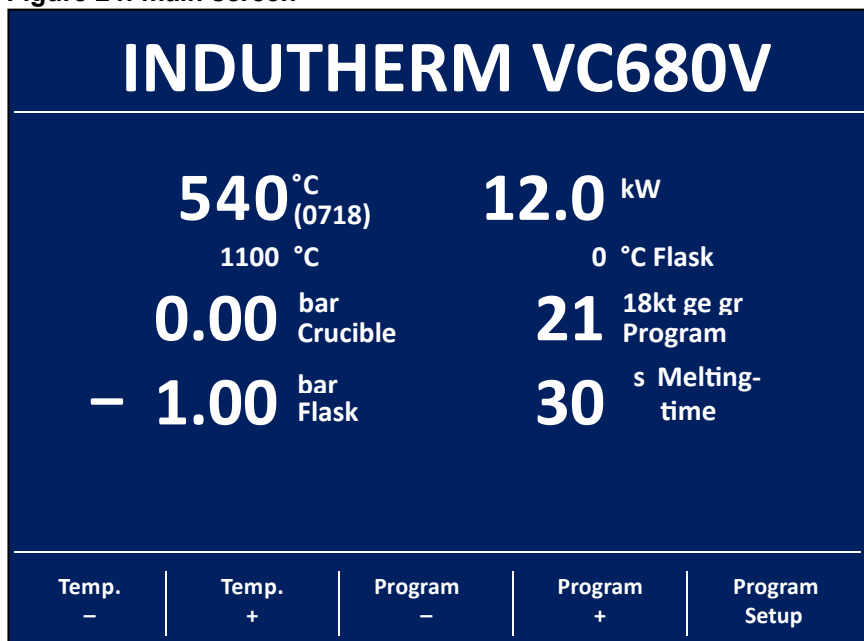 INDUTHERM VC680V
540 °C (0718) 12.0 kW
1100 °C 0 °C Flask
0.00 bar Crucible 21 18kt ge gr Program
– 1.00 bar Flask 30 s Melting-time
Temp. – Temp. + Program – Program + Program Setup